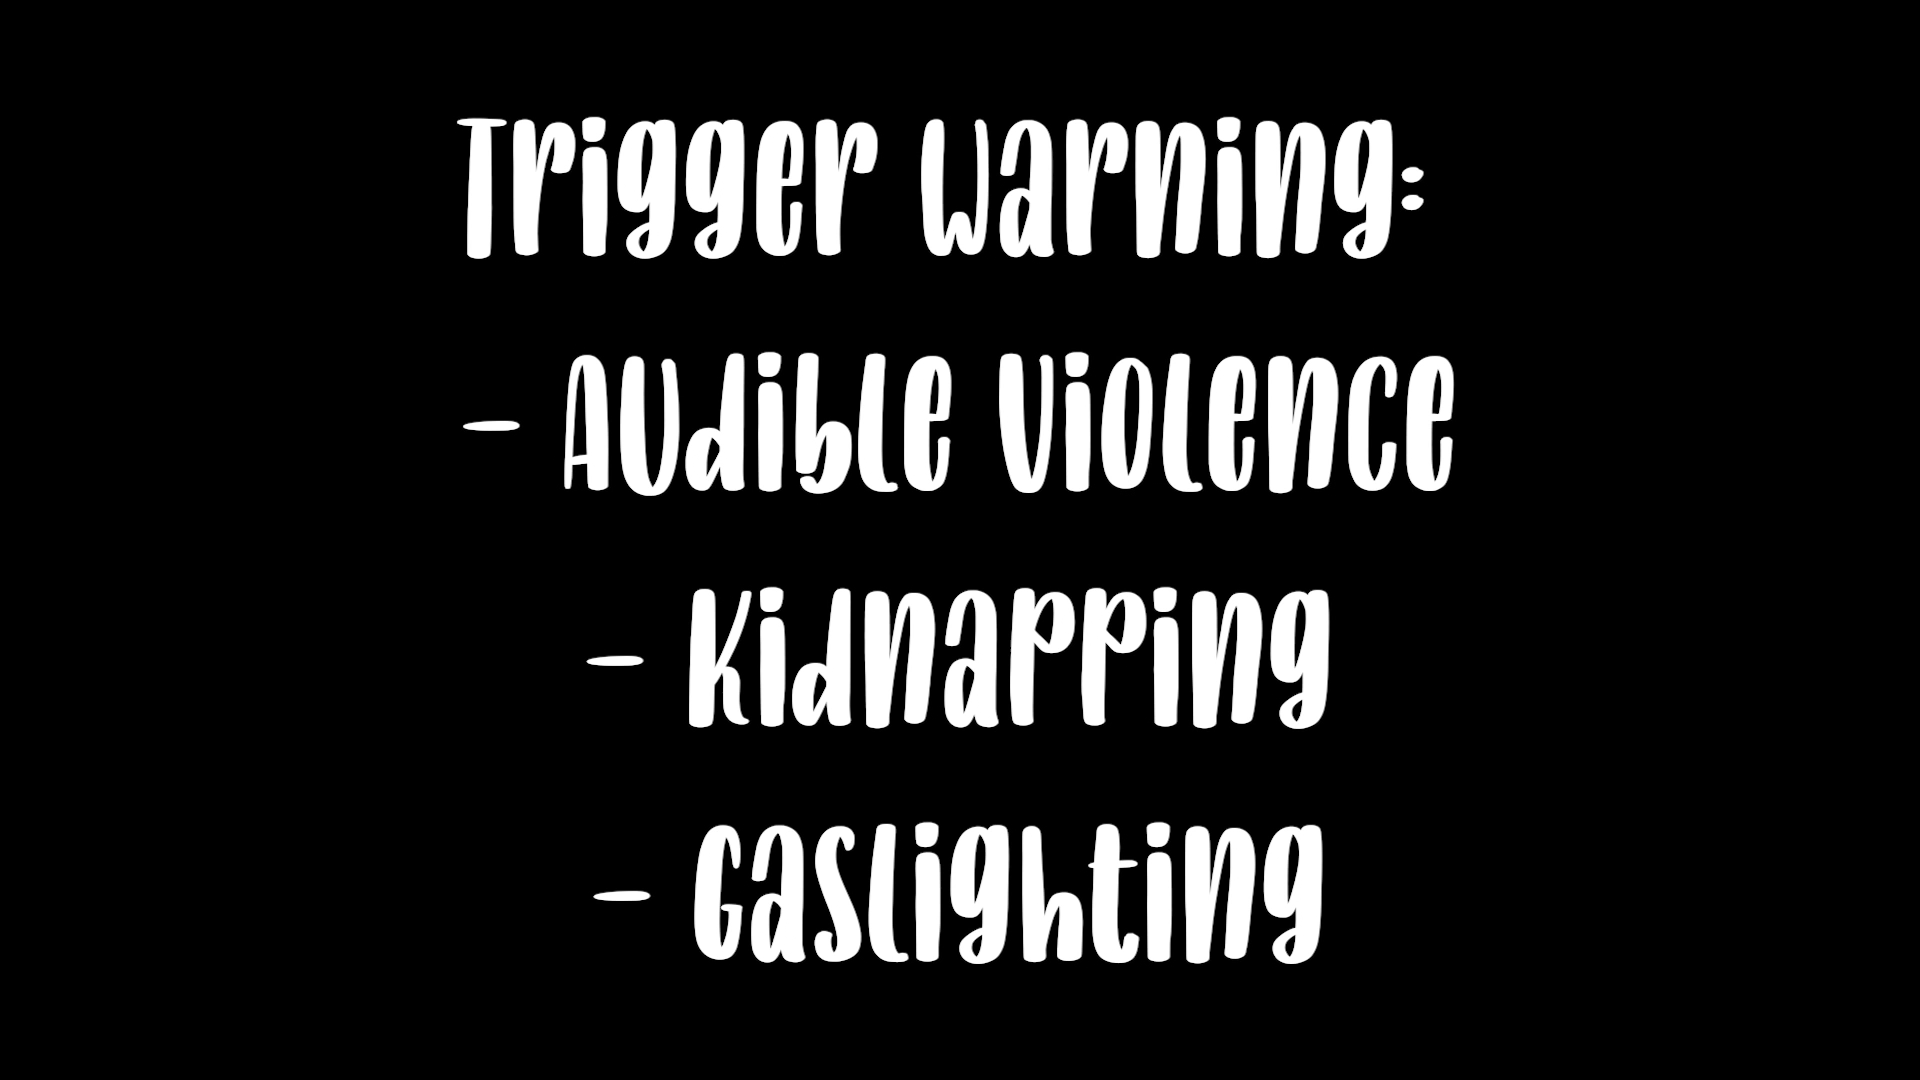 Trigger Warning:
- Audible Violence
- Kidnapping
- Gaslighting